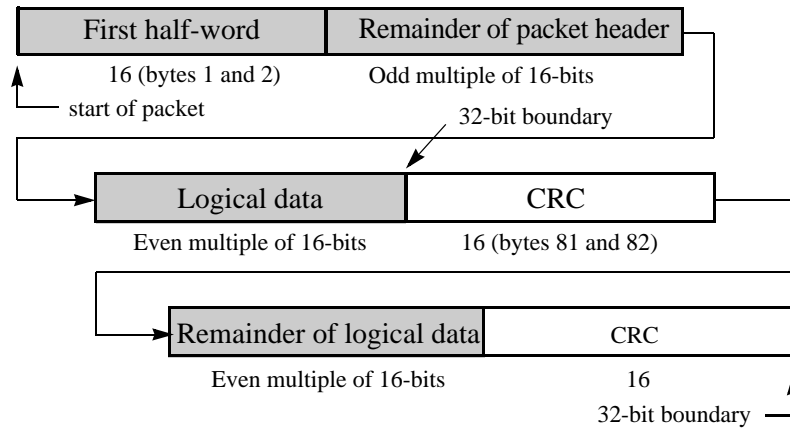 First half-word Remainder of packet header
16 (bytes 1 and 2) Odd multiple of 16-bits
start of packet
32-bit boundary
Logical data CRC
Even multiple of 16-bits 16 (bytes 81 and 82)
Remainder of logical data CRC
Even multiple of 16-bits 16
32-bit boundary